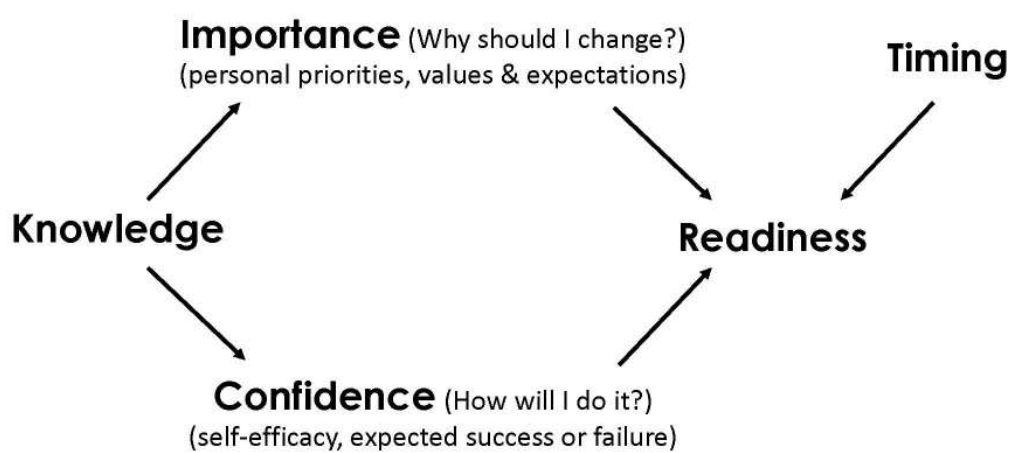 Importance (Why should I change?)
(personal priorities, values & expectations)
Timing
Knowledge
Readiness
Confidence (How will I do it?)
(self-efficacy, expected success or failure)